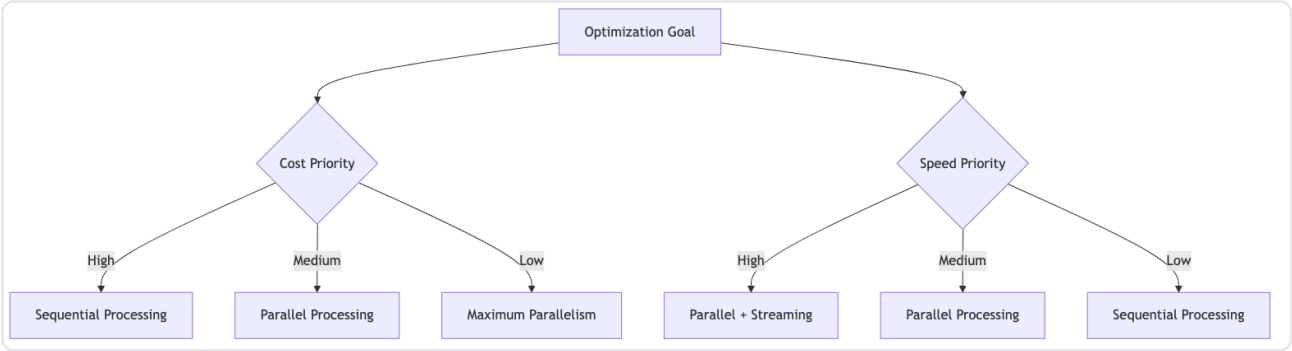 Optimization Goal
Cost Priority
Speed Priority
High
Medium
Low
High
Medium
Low
Sequential Processing
Parallel Processing
Maximum Parallelism
Parallel + Streaming
Parallel Processing
Sequential Processing